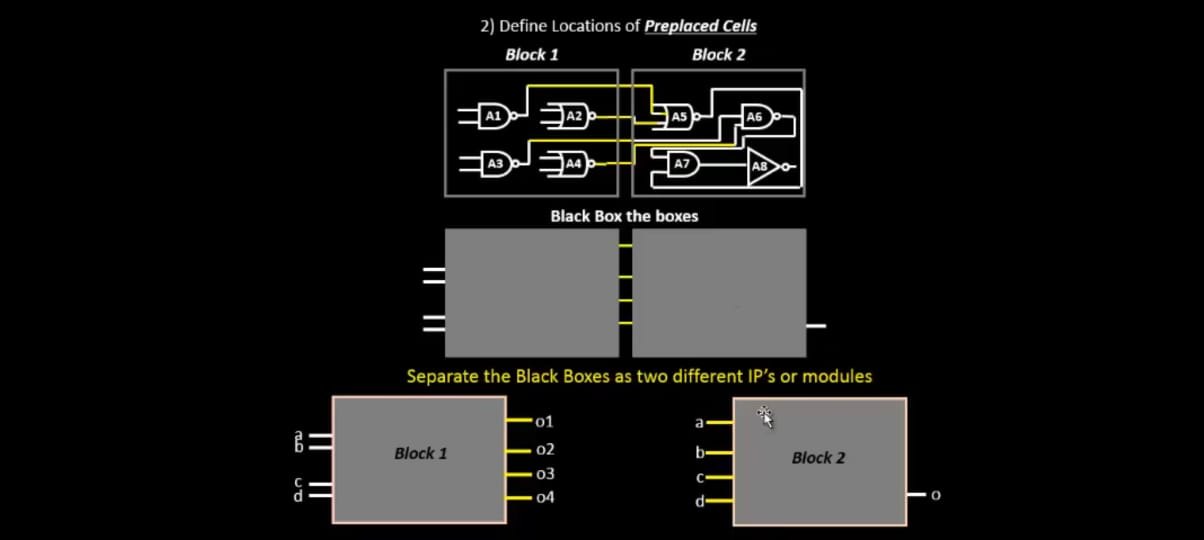 2) Define Locations of Preplaced Cells
Block 1 Block 2
A1 A2 A5 A6
A3 A4 A7 A8
Black Box the boxes
Separate the Black Boxes as two different IP's or modules
o1 a
a
b
Block 1 o2 b Block 2
c o3 c
d o4 d o